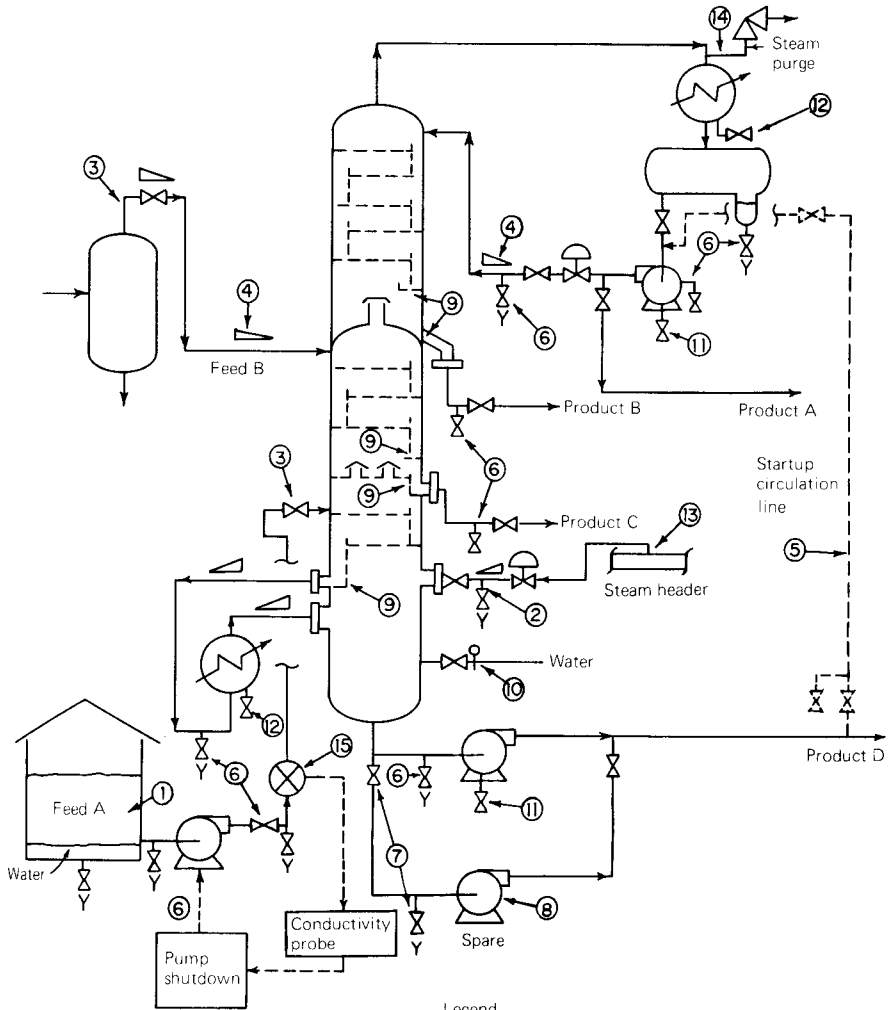 14
Steam
purge
12
3
4
4
6
9
6
11
Feed B
Product B
Product A
9
6
3
9
Startup
circulation
line
Product C
13
5
Steam header
9
2
Water
10
12
15
6
6
11
Product D
1
Feed A
7
Water
8
6
Conductivity
probe
Spare
Pump
shutdown
Legend
Y
Y
Y
Y
Y
Y
Y
Y
Y
Y